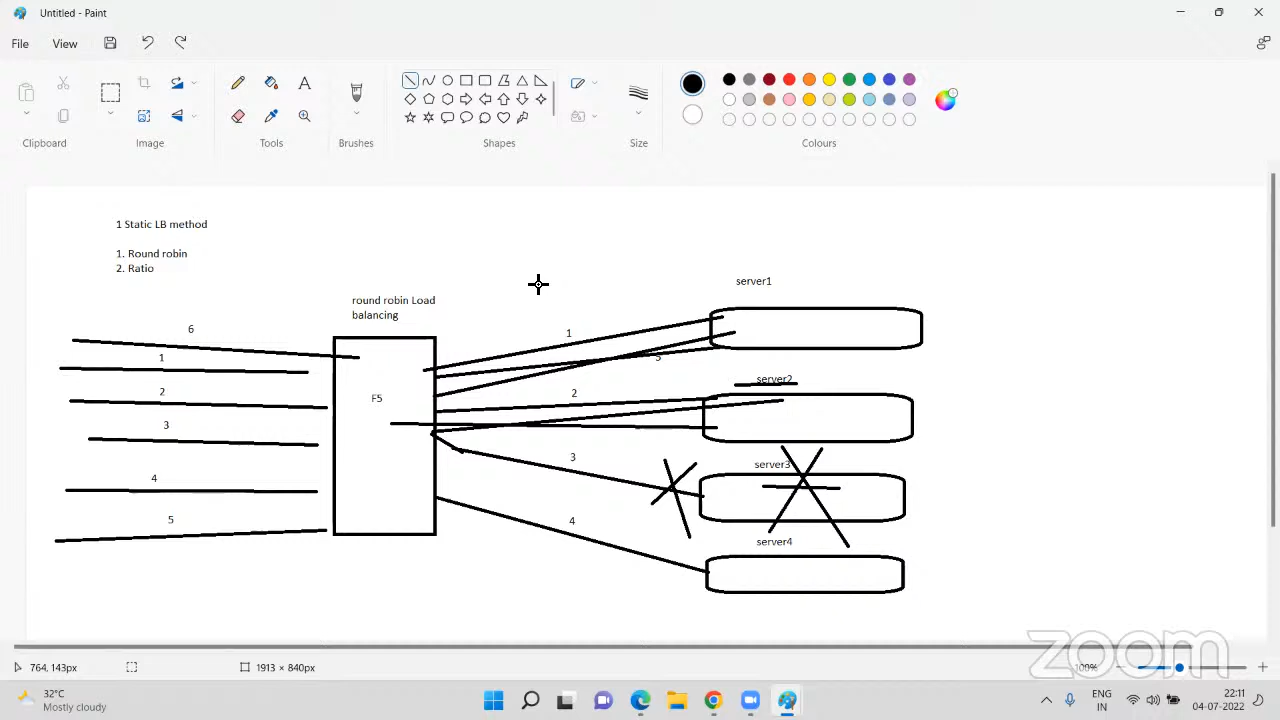 Untitled - Paint
File
View
Clipboard
Image
Tools
Brushes
Shapes
Size
Colours
A
1 Static LB method
1. Round robin
2. Ratio
round robin Load
balancing
F5
6
1
2
3
4
5
1
5
2
3
4
server1
server2
server3
server4
zoom
764, 143px
1913 × 840px
100%
32°C
Mostly cloudy
ENG
IN
22:11
04-07-2022